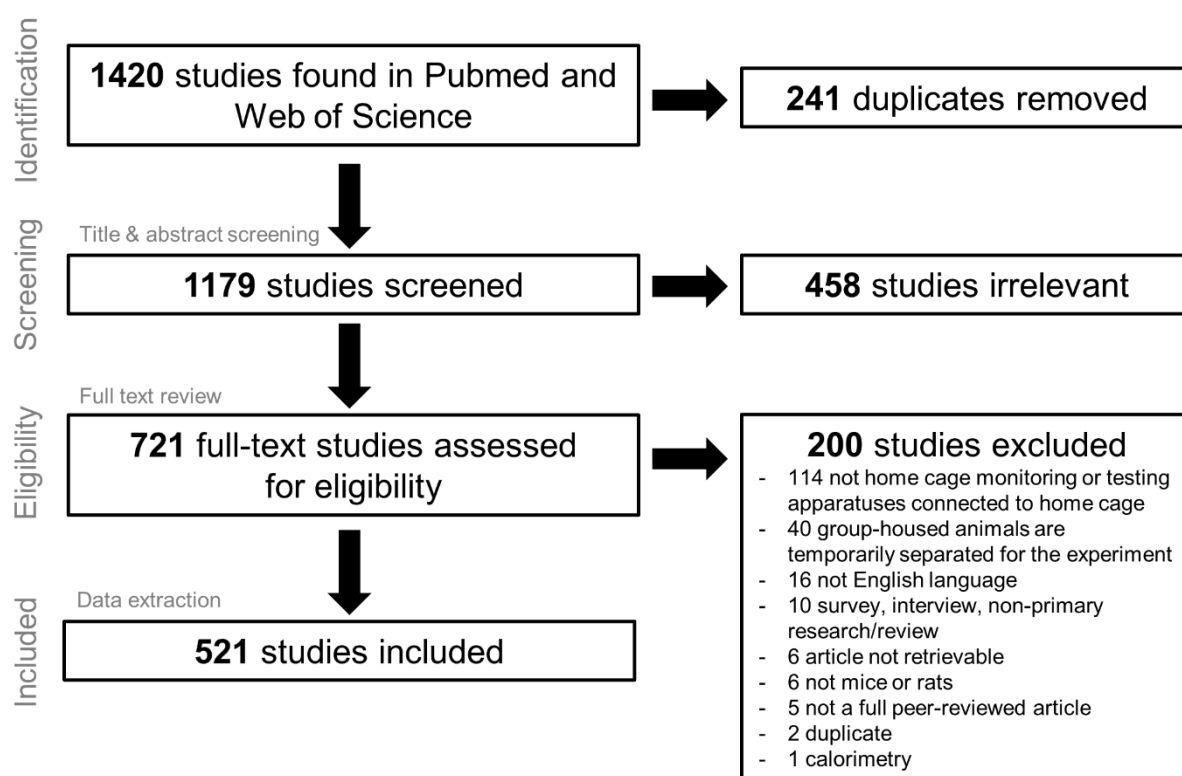 Identification
1420 studies found in Pubmed and
Web of Science
241 duplicates removed
Screening
Title & abstract screening
1179 studies screened
458 studies irrelevant
Eligibility
Full text review
721 full-text studies assessed
for eligibility
200 studies excluded
- 114 not home cage monitoring or testing
apparatuses connected to home cage
- 40 group-housed animals are
temporarily separated for the experiment
- 16 not English language
- 10 survey, interview, non-primary
research/review
- 6 article not retrievable
- 6 not mice or rats
- 5 not a full peer-reviewed article
- 2 duplicate
- 1 calorimetry
Included
Data extraction
521 studies included